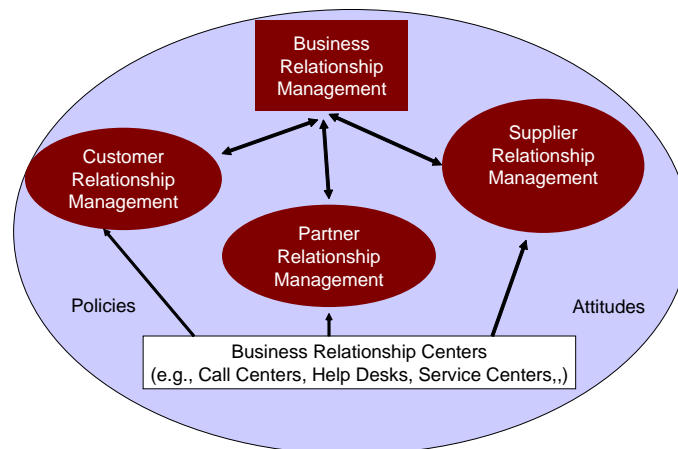 Business
Relationship
Management
Customer
Relationship
Management
Supplier
Relationship
Management
Partner
Relationship
Management
Policies
Attitudes
Business Relationship Centers
(e.g., Call Centers, Help Desks, Service Centers,,)